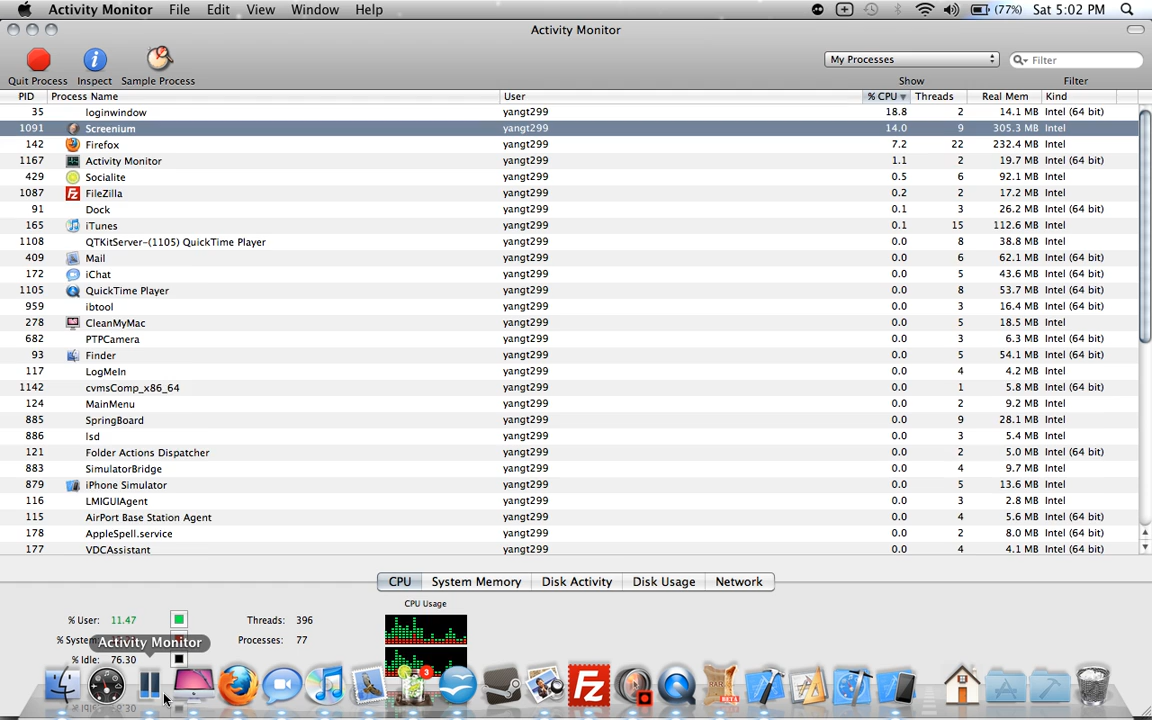 Activity Monitor File Edit View Window Help (77%) Sat 5:02 PM
Activity Monitor
Quit Process Inspect Sample Process My Processes Show Filter Filter
PID Process Name User % CPU Threads Real Mem Kind
35 loginwindow yangt299 18.8 2 14.1 MB Intel (64 bit)
1091 Screenium yangt299 14.0 9 305.3 MB Intel
142 Firefox yangt299 7.2 22 232.4 MB Intel
1167 Activity Monitor yangt299 1.1 2 19.7 MB Intel (64 bit)
429 Socialite yangt299 0.5 6 92.1 MB Intel
1087 FileZilla yangt299 0.2 2 17.2 MB Intel
91 Dock yangt299 0.1 3 26.2 MB Intel (64 bit)
165 iTunes yangt299 0.1 15 112.6 MB Intel
1108 QTKitServer-(1105) QuickTime Player yangt299 0.0 8 38.8 MB Intel
409 Mail yangt299 0.0 6 62.1 MB Intel (64 bit)
172 iChat yangt299 0.0 5 43.6 MB Intel (64 bit)
1105 QuickTime Player yangt299 0.0 8 53.7 MB Intel (64 bit)
959 ibtool yangt299 0.0 3 16.4 MB Intel (64 bit)
278 CleanMyMac yangt299 0.0 5 18.5 MB Intel
682 PTPCamera yangt299 0.0 3 6.3 MB Intel (64 bit)
93 Finder yangt299 0.0 5 54.1 MB Intel (64 bit)
117 LogMeIn yangt299 0.0 4 4.2 MB Intel
1142 cvmsComp_x86_64 yangt299 0.0 1 5.8 MB Intel (64 bit)
124 MainMenu yangt299 0.0 2 9.2 MB Intel
885 SpringBoard yangt299 0.0 9 28.1 MB Intel
886 lsd yangt299 0.0 3 5.4 MB Intel
121 Folder Actions Dispatcher yangt299 0.0 2 5.0 MB Intel (64 bit)
883 SimulatorBridge yangt299 0.0 4 9.7 MB Intel
879 iPhone Simulator yangt299 0.0 5 13.6 MB Intel
116 LMIGUIAgent yangt299 0.0 3 2.8 MB Intel
115 AirPort Base Station Agent yangt299 0.0 4 5.6 MB Intel (64 bit)
178 AppleSpell.service yangt299 0.0 2 8.0 MB Intel (64 bit)
177 VDCAssistant yangt299 0.0 4 4.1 MB Intel (64 bit)
CPU System Memory Disk Activity Disk Usage Network
CPU Usage
% User: 11.47 Threads: 396
% System Processes: 77
Activity Monitor
% Idle: 76.30
3
Fz